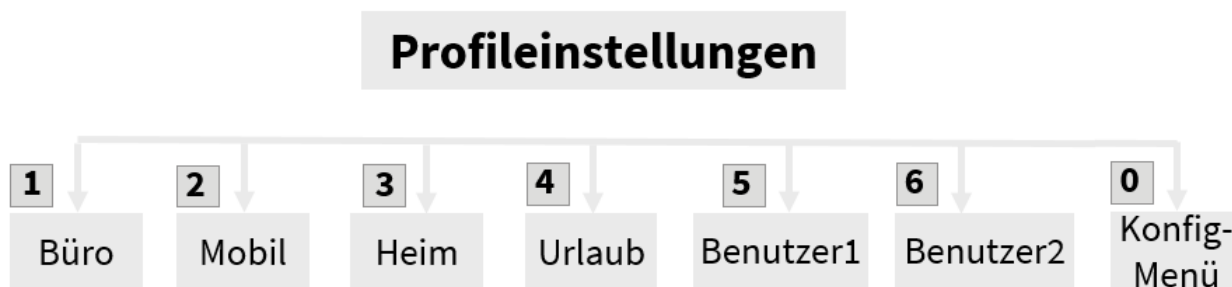 Profileinstellungen
1 2 3 4 5 6 0
Büro Mobil Heim Urlaub Benutzer1 Benutzer2 Konfig-
Menü